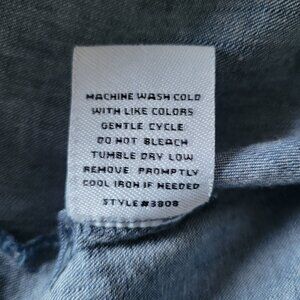 MACHINE WASH COLD
WITH LIKE COLORS
GENTLE CYCLE
DO NOT BLEACH
TUMBLE DRY LOW
REMOVE PROMPTLY
COOL IRON IF NEEDED
STYLE#3808